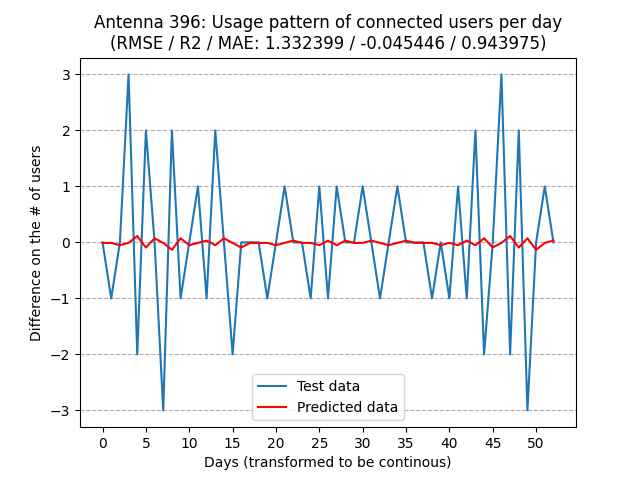 Antenna 396: Usage pattern of connected users per day
(RMSE / R2 / MAE: 1.332399 / -0.045446 / 0.943975)
3
2
1
0
−1
−2
−3
Difference on the # of users
Test data
Predicted data
0 5 10 15 20 25 30 35 40 45 50
Days (transformed to be continous)